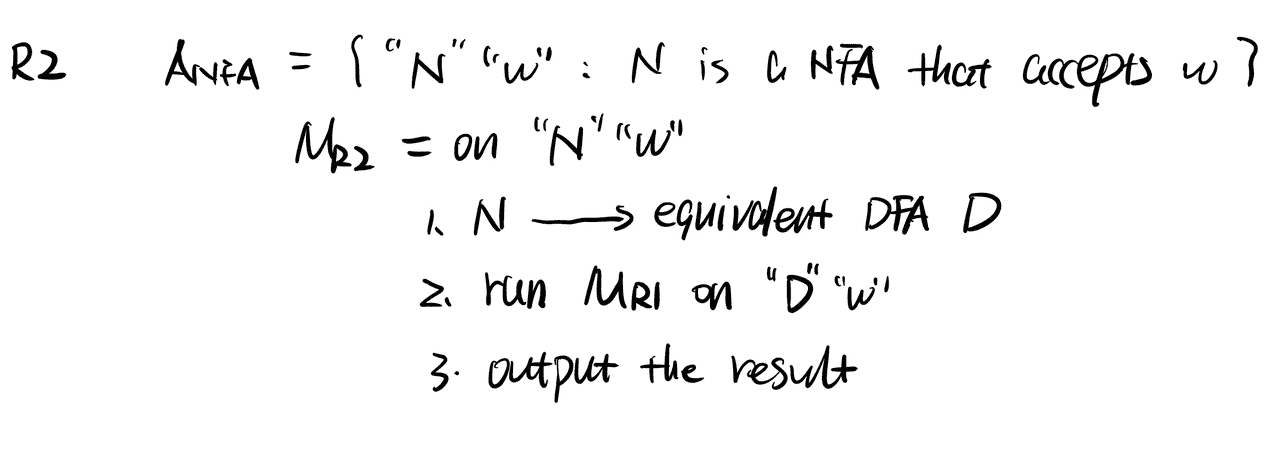 R2 A_NFA = { "N" "w" : N is a NFA that accepts w }
M_R2 = on "N" "w"
1. N ⟶ equivalent DFA D
2. run M_R1 on "D" "w"
3. output the result